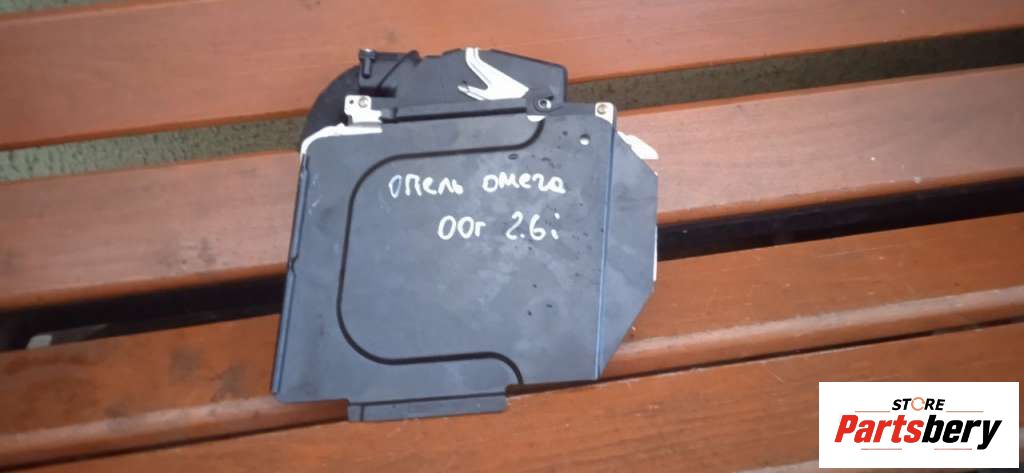 опель омега
00г 2.6i
STORE
Partsbery